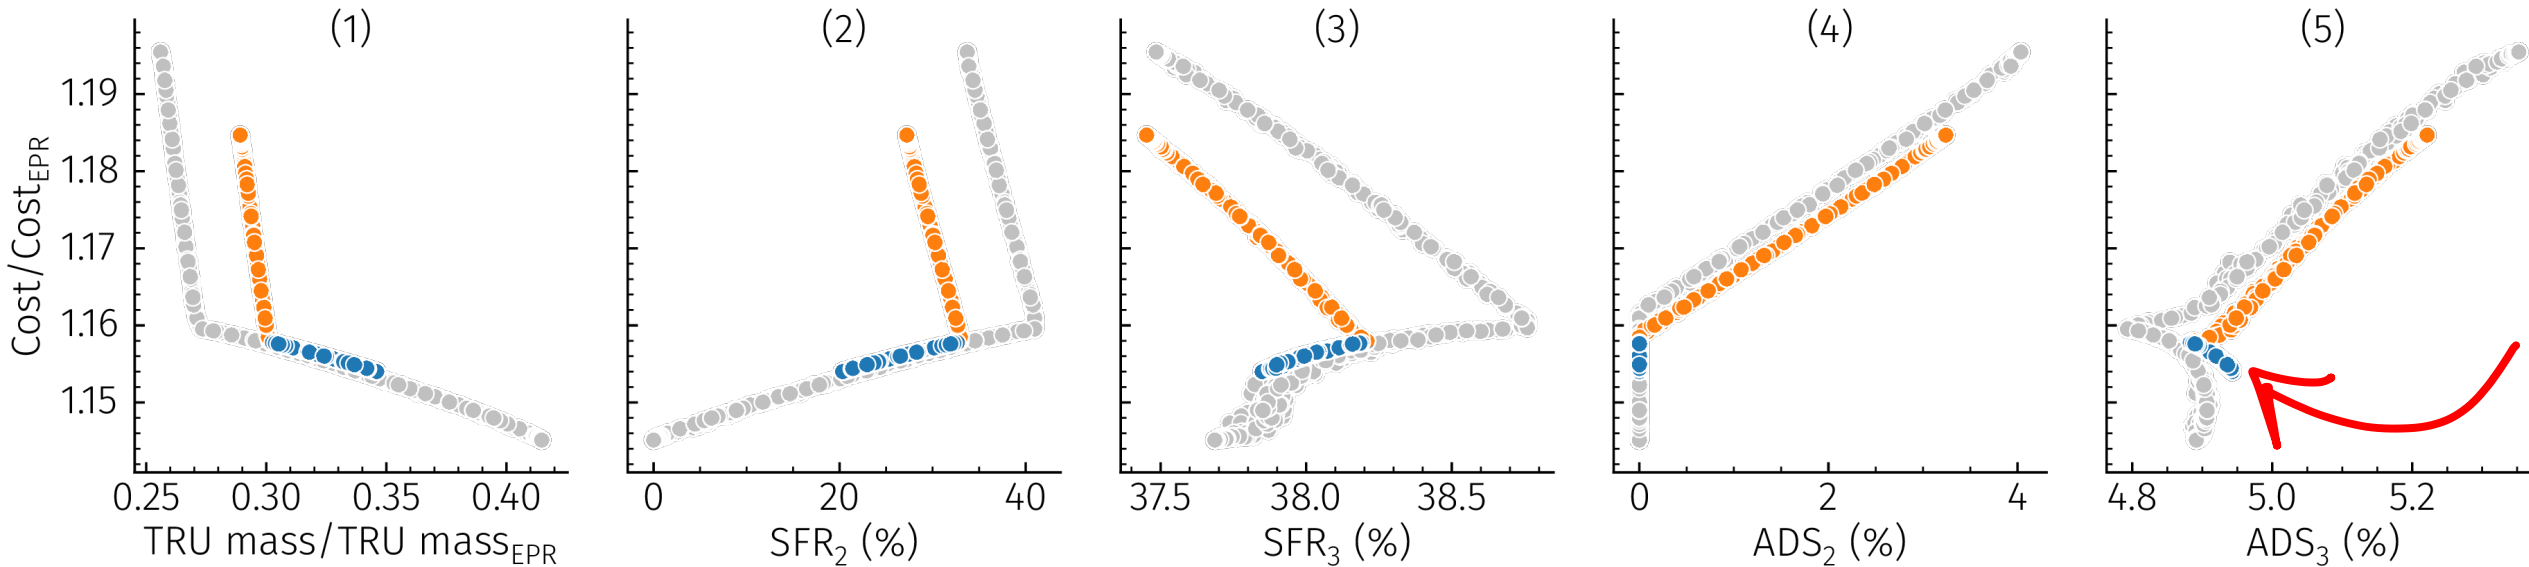 (1) (2) (3) (4) (5)
Cost/Cost_EPR
1.19
1.18
1.17
1.16
1.15
0.25 0.30 0.35 0.40 0 20 40 37.5 38.0 38.5 0 2 4 4.8 5.0 5.2
TRU mass/TRU mass_EPR SFR₂ (%) SFR₃ (%) ADS₂ (%) ADS₃ (%)